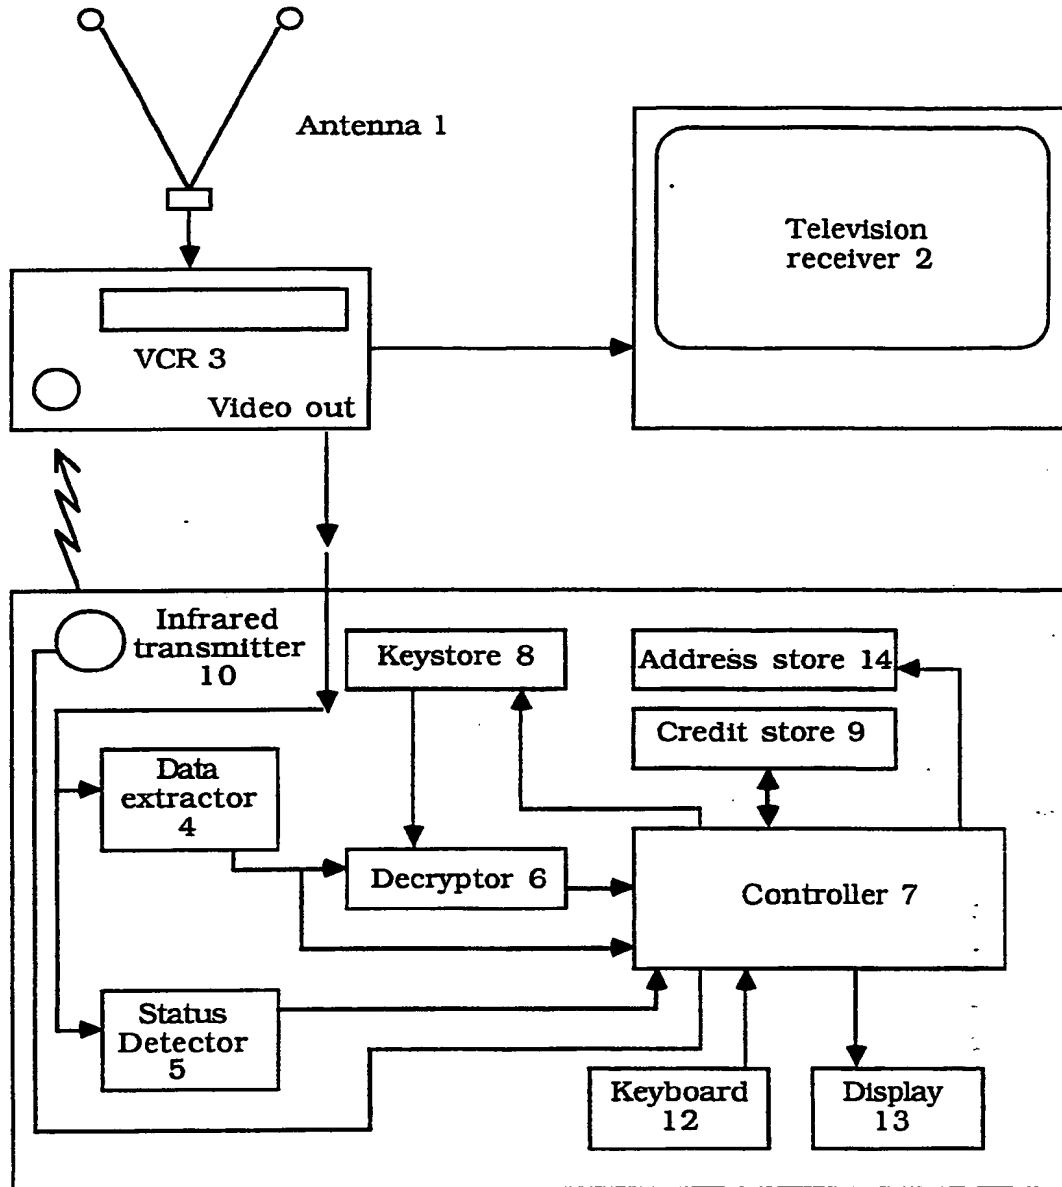 Antenna 1
Television
receiver 2
VCR 3
Video out
Infrared
transmitter
10
Keystore 8
Address store 14
Credit store 9
Data
extractor
4
Decryptor 6
Controller 7
Status
Detector
5
Keyboard
12
Display
13